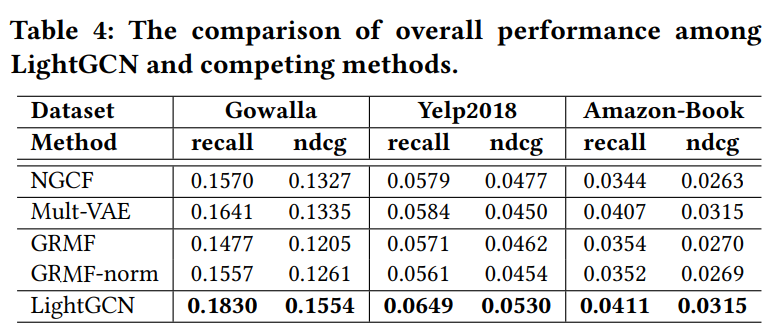 Table 4: The comparison of overall performance among
LightGCN and competing methods.
Dataset Gowalla Yelp2018 Amazon-Book
Method recall ndcg recall ndcg recall ndcg
NGCF 0.1570 0.1327 0.0579 0.0477 0.0344 0.0263
Mult-VAE 0.1641 0.1335 0.0584 0.0450 0.0407 0.0315
GRMF 0.1477 0.1205 0.0571 0.0462 0.0354 0.0270
GRMF-norm 0.1557 0.1261 0.0561 0.0454 0.0352 0.0269
LightGCN 0.1830 0.1554 0.0649 0.0530 0.0411 0.0315